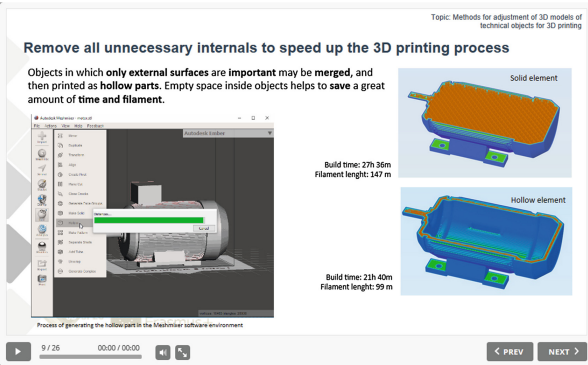 Topic: Methods for adjustment of 3D models of
technical objects for 3D printing
Remove all unnecessary internals to speed up the 3D printing process
Objects in which only external surfaces are important may be merged, and
then printed as hollow parts. Empty space inside objects helps to save a great
amount of time and filament.
Solid element
Build time: 27h 36m
Filament lenght: 147 m
Hollow element
Build time: 21h 40m
Filament lenght: 99 m
File Actions View Help Feedback
Autodesk Ember
Process of generating the hollow part in the Meshmixer software environment
9 / 26
00:00 / 00:00
PREV
NEXT